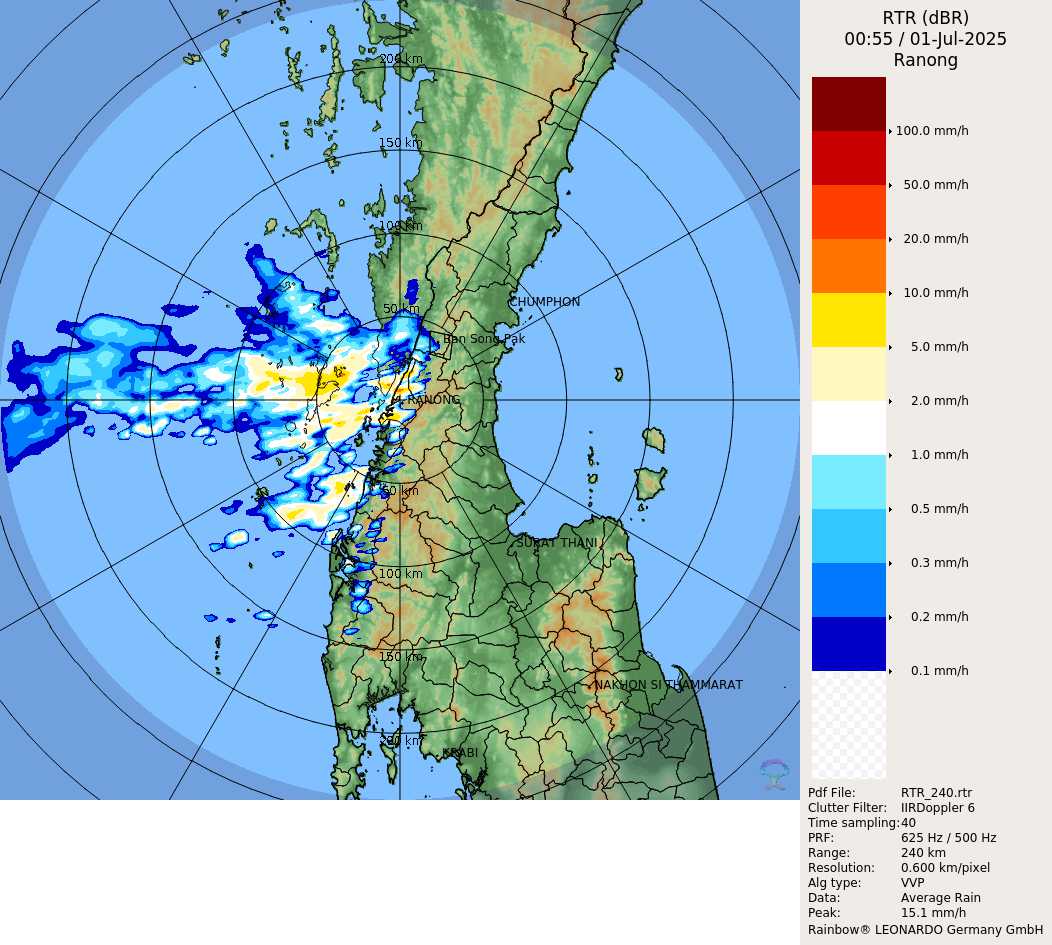 RTR (dBR)
00:55 / 01-Jul-2025
Ranong
100.0 mm/h
50.0 mm/h
20.0 mm/h
10.0 mm/h
5.0 mm/h
2.0 mm/h
1.0 mm/h
0.5 mm/h
0.3 mm/h
0.2 mm/h
0.1 mm/h
200 km
150 km
100 km
50 km
CHUMPHON
Ban Song Pak
RANONG
50 km
SURAT THANI
100 km
150 km
NAKHON SI THAMMARAT
200 km
KRABI
Pdf File: RTR_240.rtr
Clutter Filter: IIRDoppler 6
Time sampling: 40
PRF: 625 Hz / 500 Hz
Range: 240 km
Resolution: 0.600 km/pixel
Alg type: VVP
Data: Average Rain
Peak: 15.1 mm/h
Rainbow® LEONARDO Germany GmbH